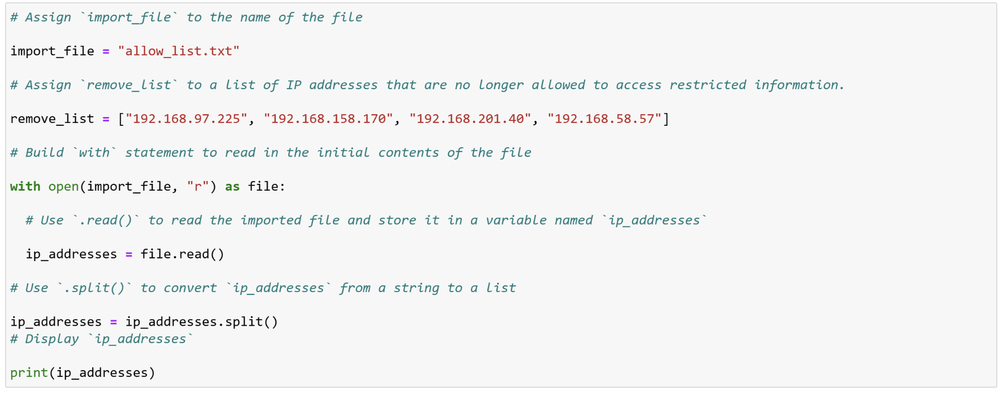 # Assign `import_file` to the name of the file
import_file = "allow_list.txt"
# Assign `remove_list` to a list of IP addresses that are no longer allowed to access restricted information.
remove_list = ["192.168.97.225", "192.168.158.170", "192.168.201.40", "192.168.58.57"]
# Build `with` statement to read in the initial contents of the file
with open(import_file, "r") as file:
  # Use `.read()` to read the imported file and store it in a variable named `ip_addresses`
  ip_addresses = file.read()
# Use `.split()` to convert `ip_addresses` from a string to a list
ip_addresses = ip_addresses.split()
# Display `ip_addresses`
print(ip_addresses)